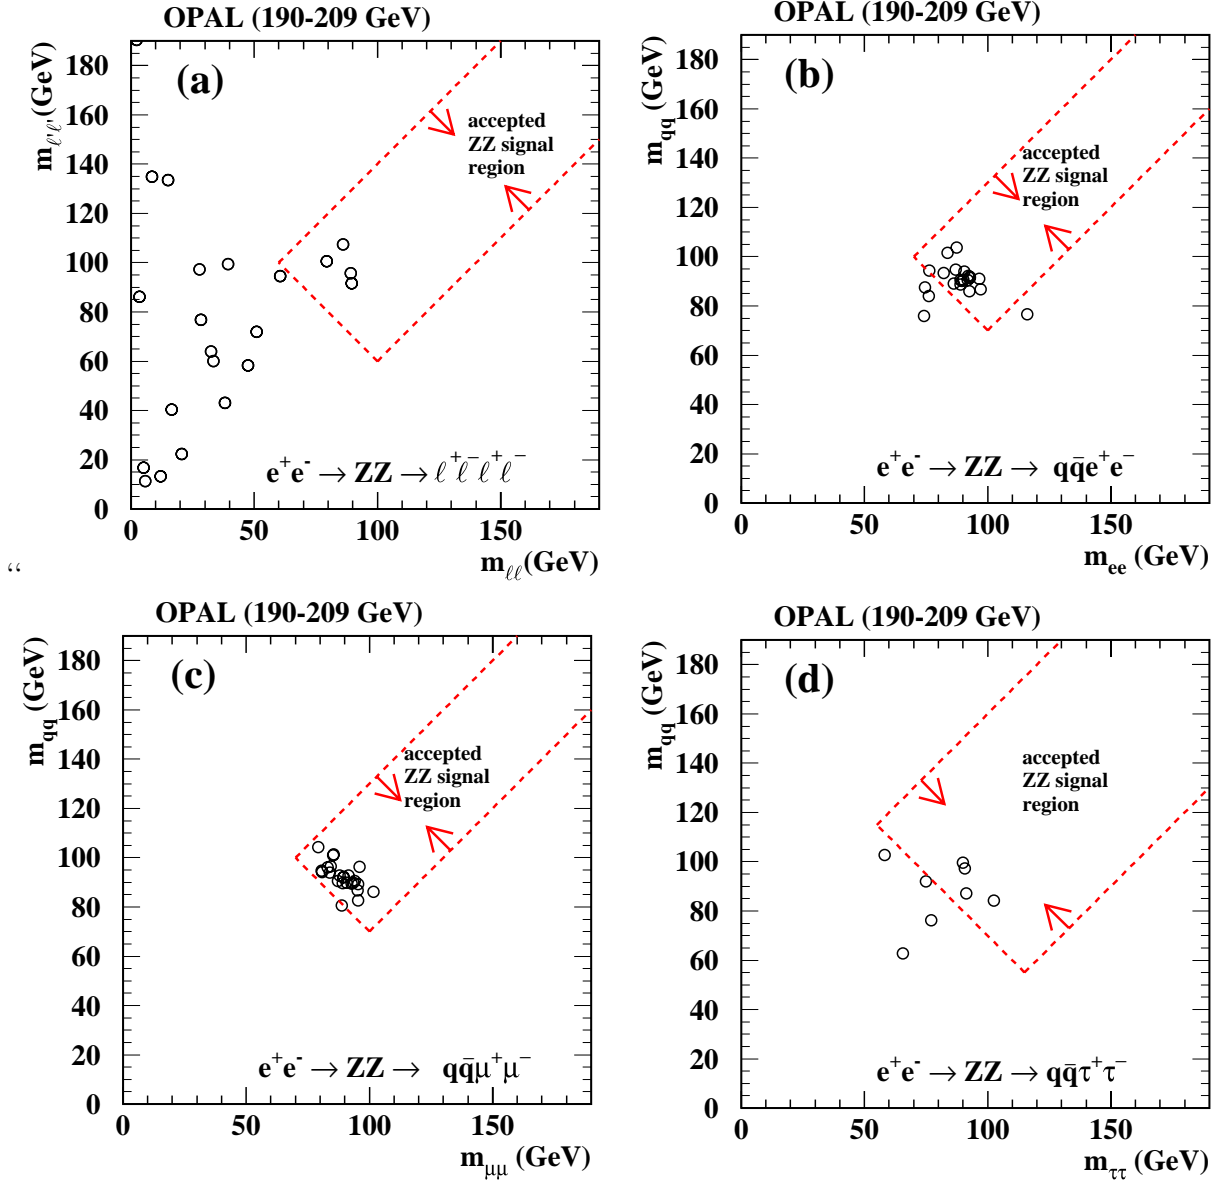 OPAL (190-209 GeV)
(a)
m_ℓ'ℓ' (GeV)
180
160
140
120
100
80
60
40
20
0
accepted
ZZ signal
region
e⁺e⁻ → ZZ → ℓ⁺ℓ⁻ℓ⁺ℓ⁻
0 50 100 150
m_ℓℓ (GeV)
OPAL (190-209 GeV)
(b)
m_qq (GeV)
180
160
140
120
100
80
60
40
20
0
accepted
ZZ signal
region
e⁺e⁻ → ZZ → qq̄e⁺e⁻
0 50 100 150
m_ee (GeV)
“
OPAL (190-209 GeV)
(c)
m_qq (GeV)
180
160
140
120
100
80
60
40
20
0
accepted
ZZ signal
region
e⁺e⁻ → ZZ → qq̄μ⁺μ⁻
0 50 100 150
m_μμ (GeV)
OPAL (190-209 GeV)
(d)
m_qq (GeV)
180
160
140
120
100
80
60
40
20
0
accepted
ZZ signal
region
e⁺e⁻ → ZZ → qq̄τ⁺τ⁻
0 50 100 150
m_ττ (GeV)